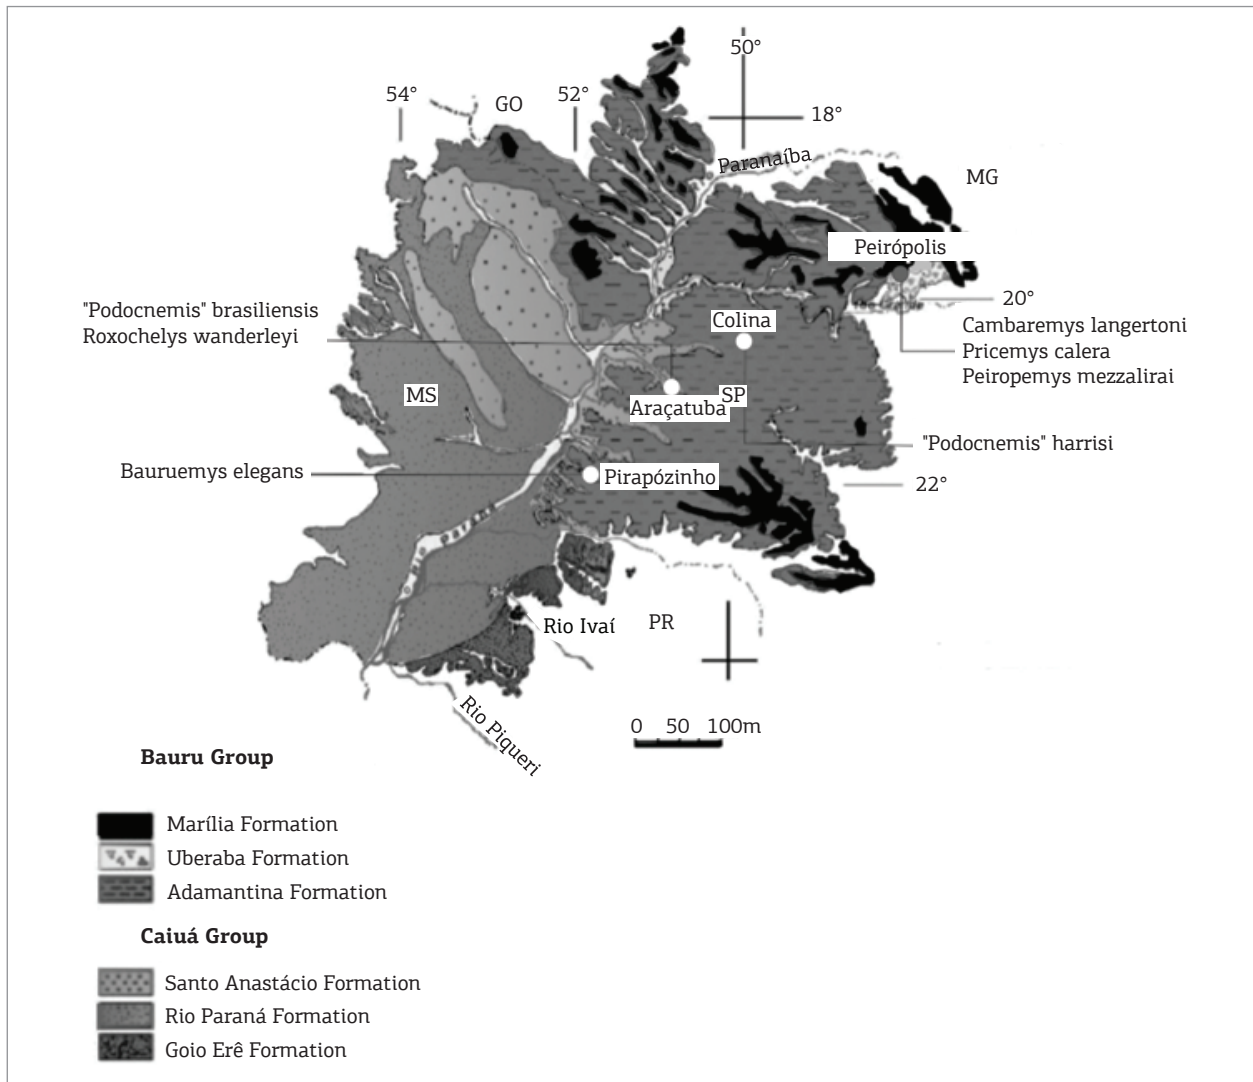 50°
54°
52°
GO
18°
Paranaíba
MG
Peirópolis
20°
"Podocnemis" brasiliensis
Roxochelys wanderleyi
Colina
Cambaremys langertoni
Pricemys calera
Peiropemys mezzalirai
MS
SP
Araçatuba
"Podocnemis" harrisi
Bauruemys elegans
Pirapózinho
22°
Rio Ivaí
PR
Rio Piqueri
0 50 100m
Bauru Group
Marília Formation
Uberaba Formation
Adamantina Formation
Caiuá Group
Santo Anastácio Formation
Rio Paraná Formation
Goio Erê Formation